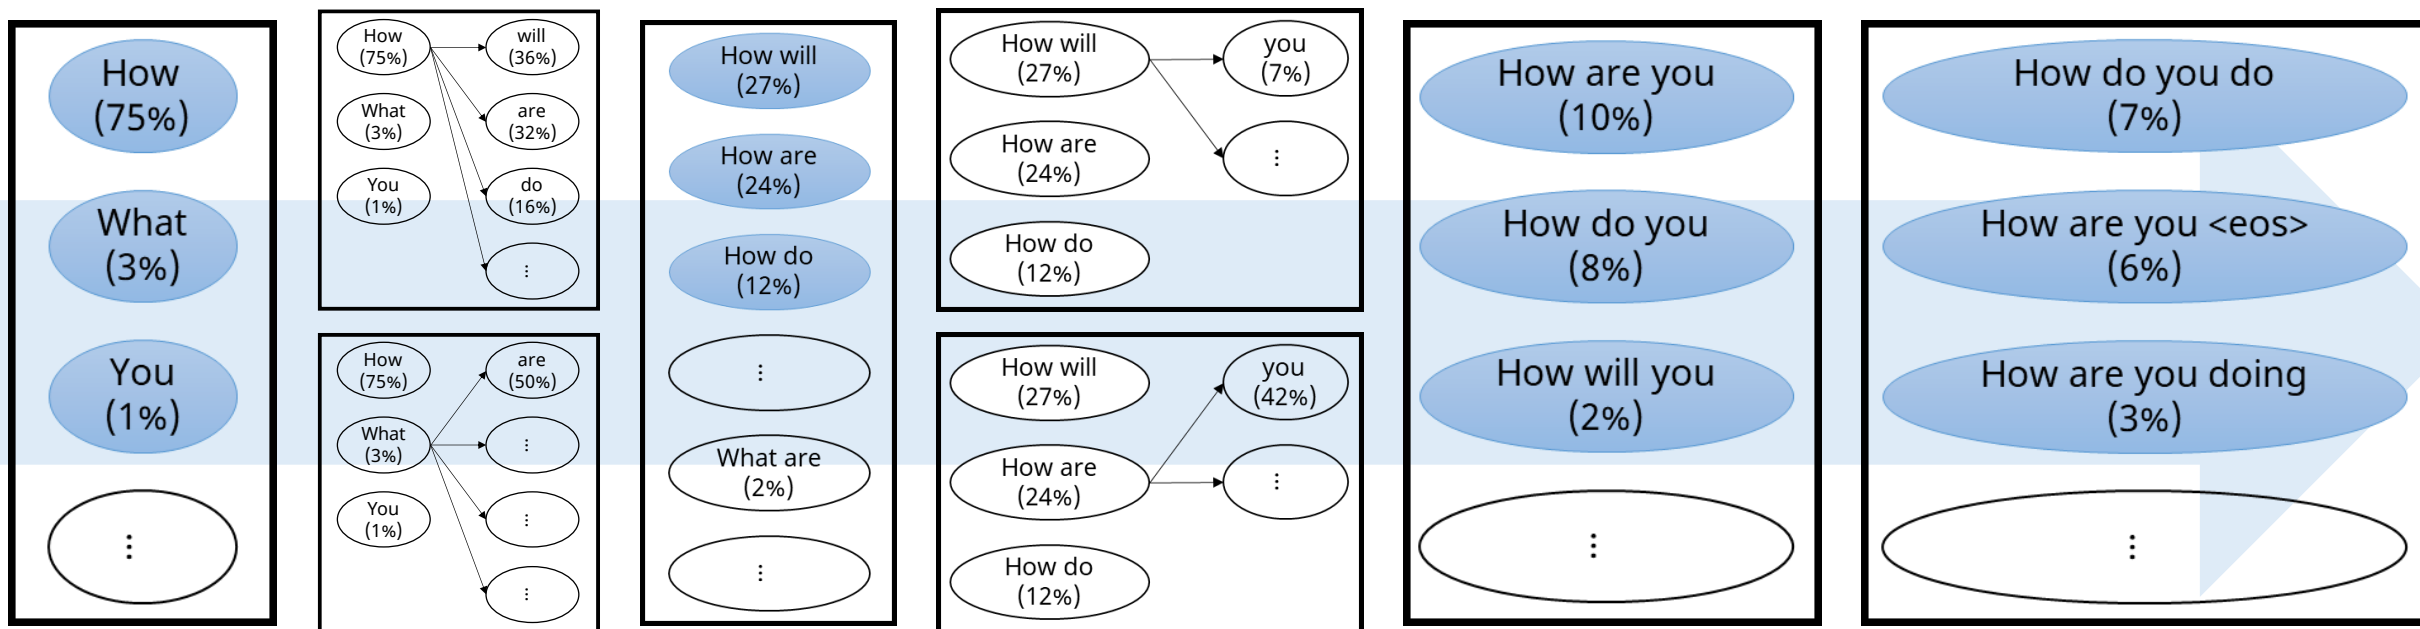 How
(75%)
What
(3%)
You
(1%)
⋮
How
(75%)
will
(36%)
What
(3%)
are
(32%)
You
(1%)
do
(16%)
⋮
How
(75%)
are
(50%)
What
(3%)
⋮
You
(1%)
⋮
⋮
How will
(27%)
How are
(24%)
How do
(12%)
⋮
What are
(2%)
⋮
How will
(27%)
you
(7%)
How are
(24%)
⋮
How do
(12%)
How will
(27%)
you
(42%)
How are
(24%)
⋮
How do
(12%)
How are you
(10%)
How do you
(8%)
How will you
(2%)
⋮
How do you do
(7%)
How are you <eos>
(6%)
How are you doing
(3%)
⋮